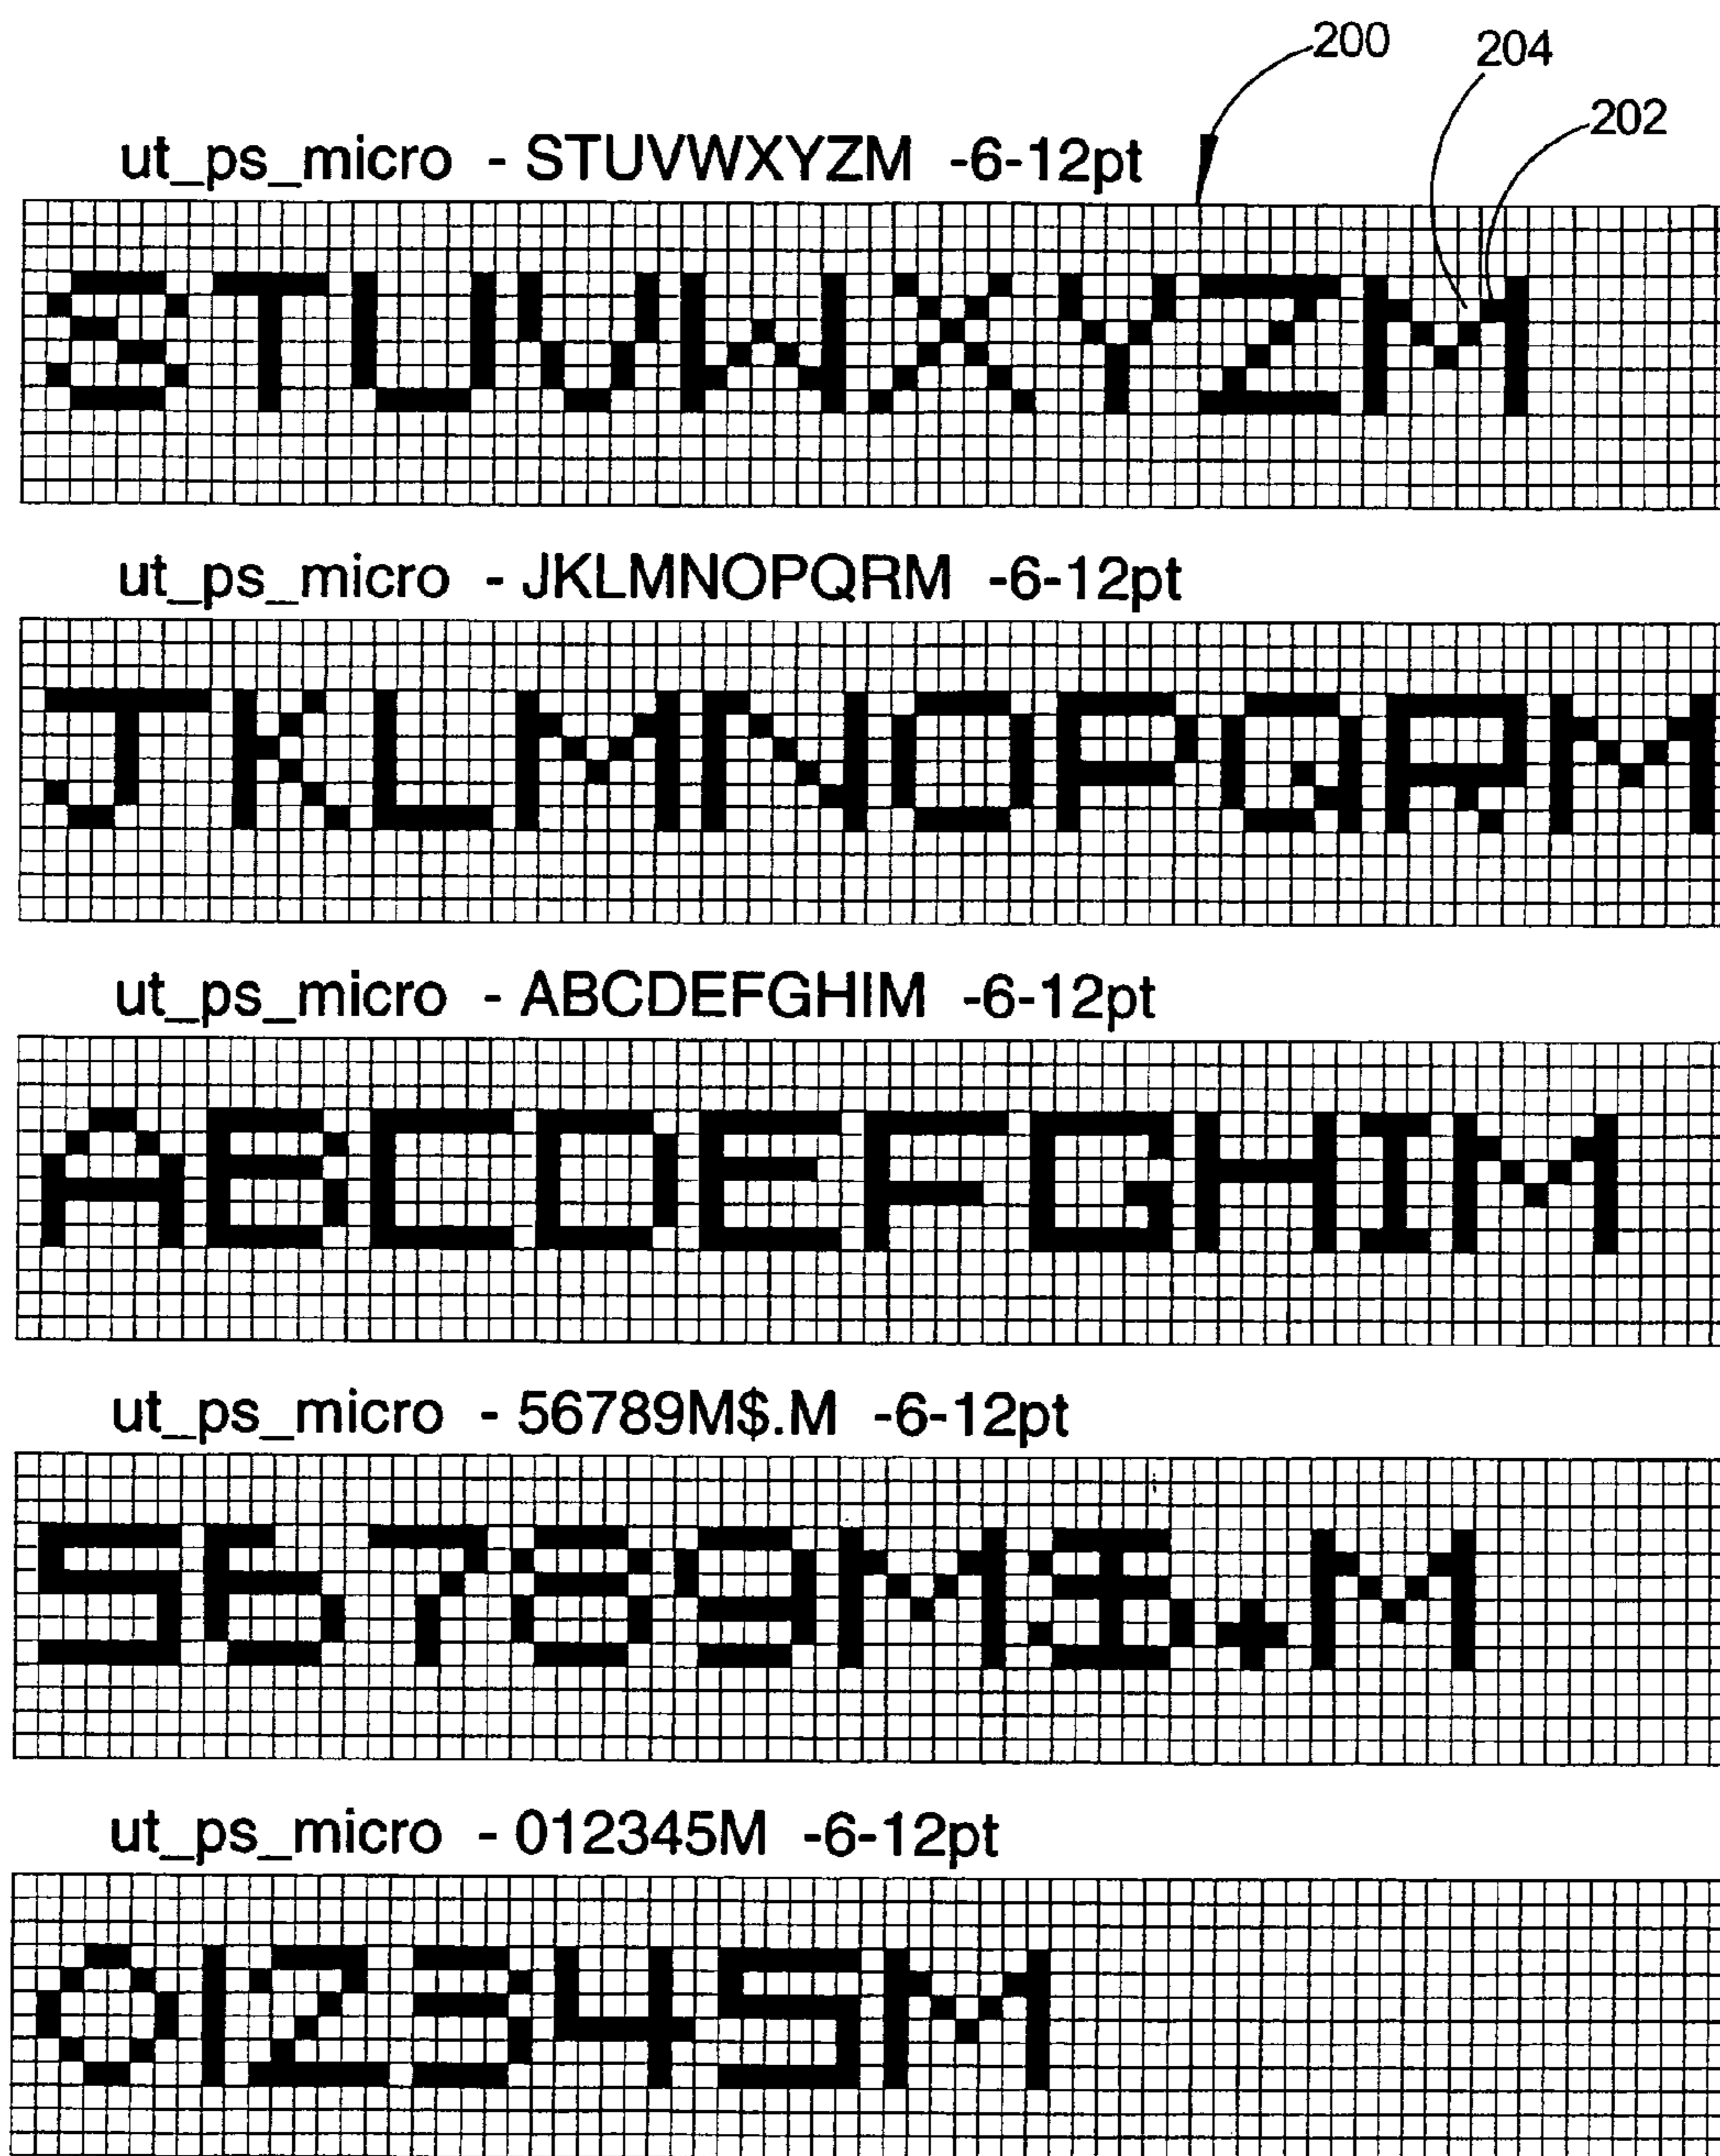 200 204
202
ut_ps_micro - STUVWXYZM -6-12pt
STUVWXYZM
ut_ps_micro - JKLMNOPQRM -6-12pt
JKLMNOPQRM
ut_ps_micro - ABCDEFGHIM -6-12pt
ABCDEFGHIM
ut_ps_micro - 56789M$.M -6-12pt
56789M$.M
ut_ps_micro - 012345M -6-12pt
012345M